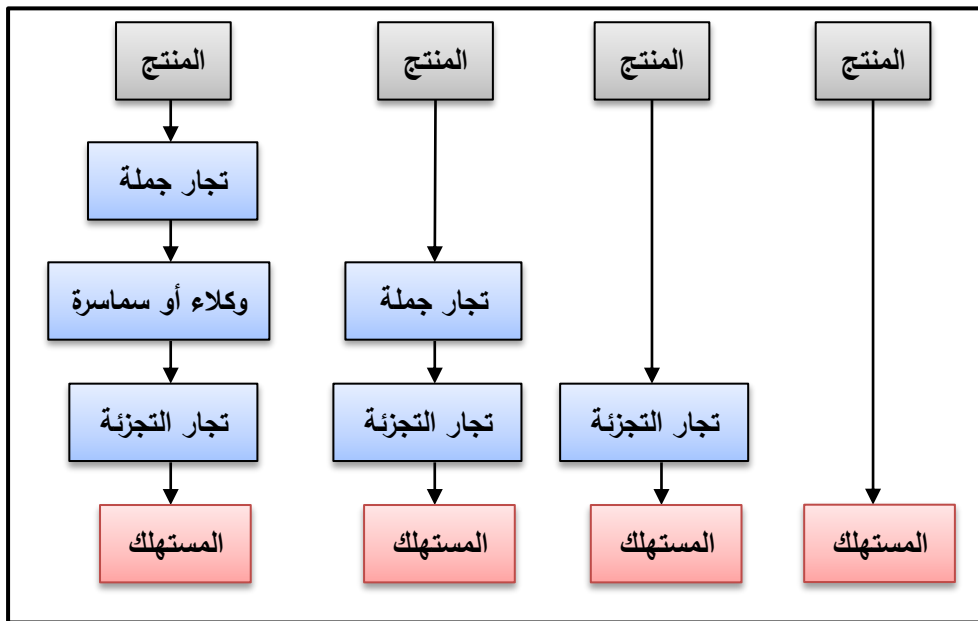 المنتج
المنتج
المنتج
المنتج
تجار جملة
تجار جملة
وكلاء أو سماسرة
تجار التجزئة
تجار التجزئة
تجار التجزئة
المستهلك
المستهلك
المستهلك
المستهلك